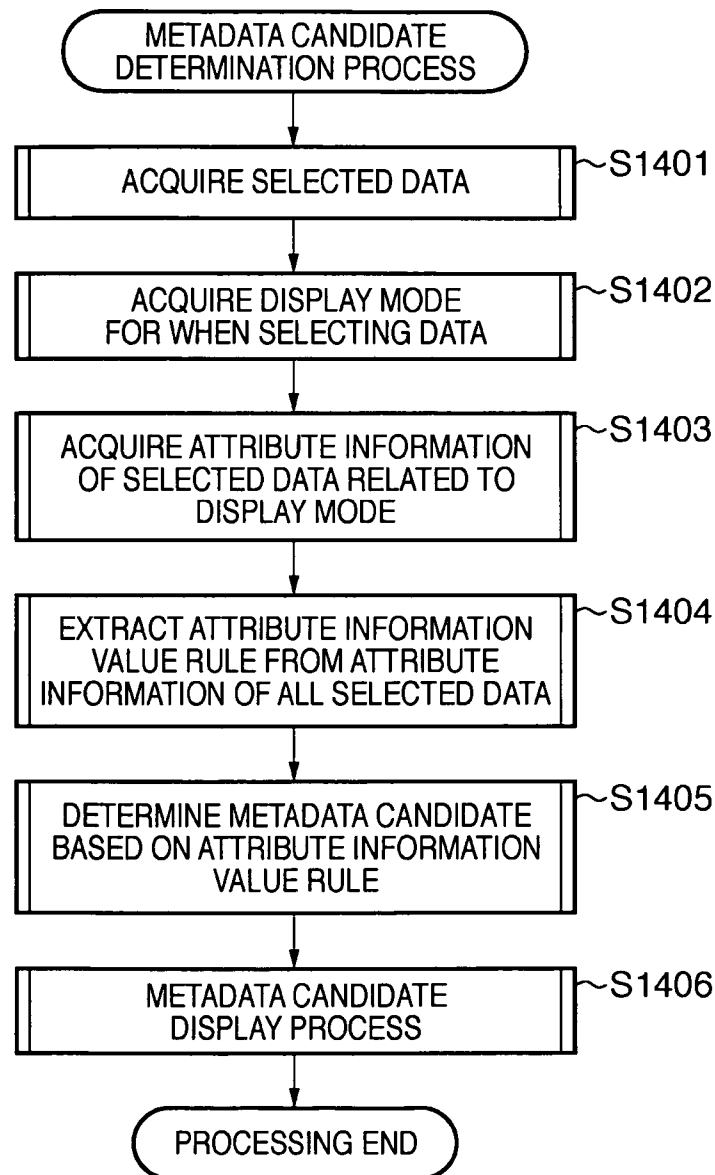 METADATA CANDIDATE
DETERMINATION PROCESS
ACQUIRE SELECTED DATA
S1401
ACQUIRE DISPLAY MODE
FOR WHEN SELECTING DATA
S1402
ACQUIRE ATTRIBUTE INFORMATION
OF SELECTED DATA RELATED TO
DISPLAY MODE
S1403
EXTRACT ATTRIBUTE INFORMATION
VALUE RULE FROM ATTRIBUTE
INFORMATION OF ALL SELECTED DATA
S1404
DETERMINE METADATA CANDIDATE
BASED ON ATTRIBUTE INFORMATION
VALUE RULE
S1405
METADATA CANDIDATE
DISPLAY PROCESS
S1406
PROCESSING END